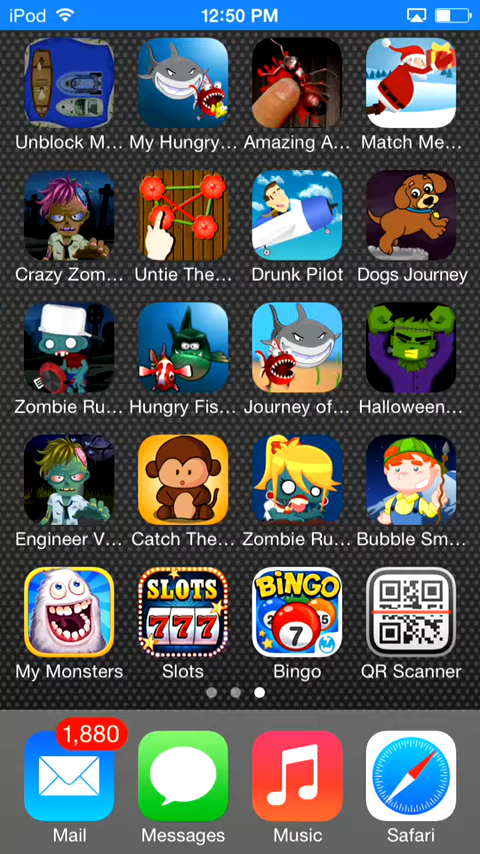 iPod 12:50 PM
Unblock M... My Hungry... Amazing A... Match Me...
Crazy Zom... Untie The... Drunk Pilot Dogs Journey
Zombie Ru... Hungry Fis... Journey of... Halloween...
Engineer V... Catch The... Zombie Ru... Bubble Sm...
SLOTS BINGO
777 2 7 5
My Monsters Slots Bingo QR Scanner
1,880
Mail Messages Music Safari